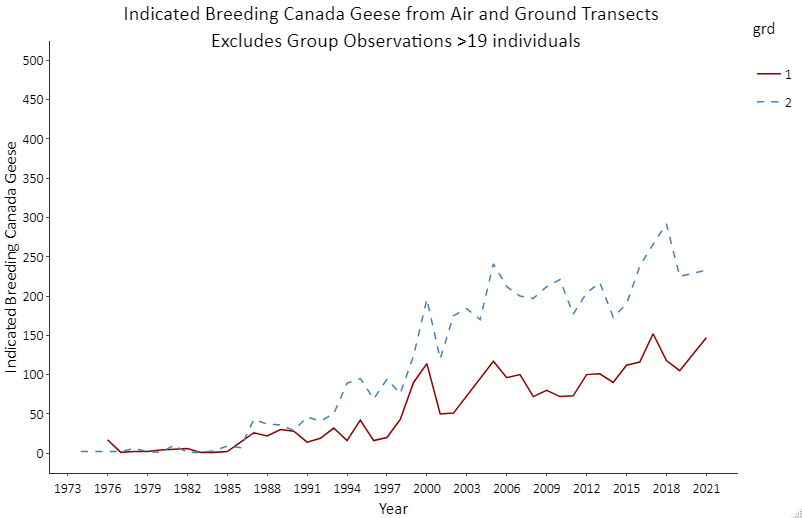 Indicated Breeding Canada Geese from Air and Ground Transects
Excludes Group Observations >19 individuals
grd
1
2
Indicated Breeding Canada Geese
500
450
400
350
300
250
200
150
100
50
0
1973 1976 1979 1982 1985 1988 1991 1994 1997 2000 2003 2006 2009 2012 2015 2018 2021
Year